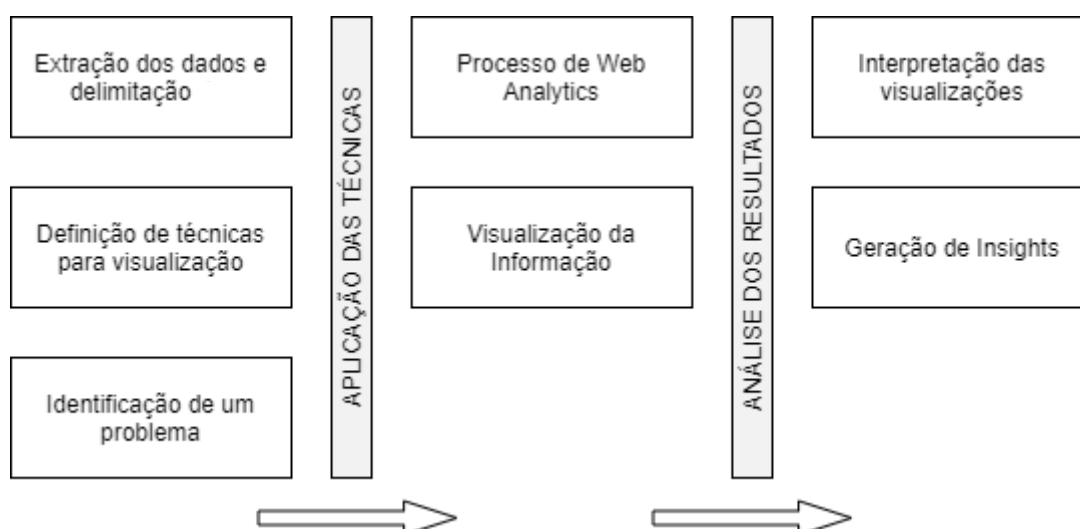 Extração dos dados e
delimitação
Definição de técnicas
para visualização
Identificação de um
problema
APLICAÇÃO DAS TÉCNICAS
Processo de Web
Analytics
Visualização da
Informação
ANÁLISE DOS RESULTADOS
Interpretação das
visualizações
Geração de Insights